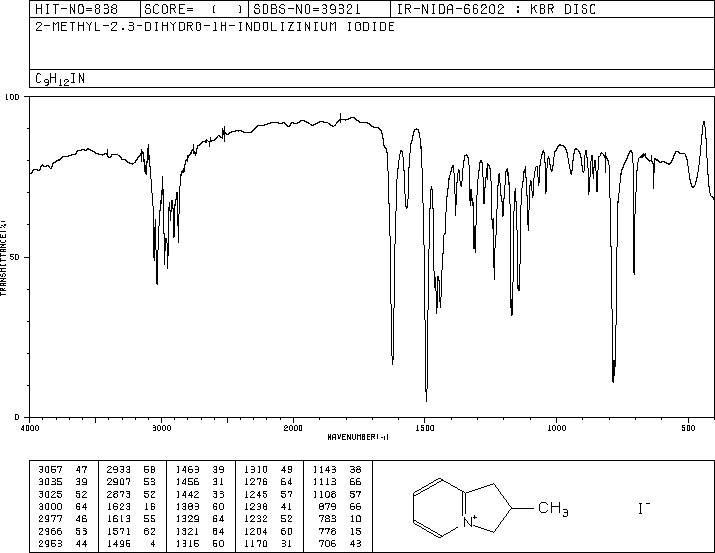 HIT-NO=838 SCORE= ( ) SDBS-NO=39321 IR-NIDA-66202 : KBR DISC
2-METHYL-2,3-DIHYDRO-1H-INDOLIZINIUM IODIDE
C9H12IN
100
50
0
TRANSMITTANCE(%)
4000 3000 2000 1500 1000 500
WAVENUMBER(-1)
3067 47 2933 58 1463 39 1310 49 1143 38
3035 39 2907 53 1456 31 1276 64 1113 66
3025 52 2873 52 1442 33 1245 57 1108 57
3000 64 1623 16 1383 60 1238 41 879 66
2977 46 1613 55 1329 64 1232 52 783 10
2966 53 1571 62 1321 84 1204 60 778 15
2953 44 1496 4 1316 60 1170 31 706 43
CH3
N+
I-